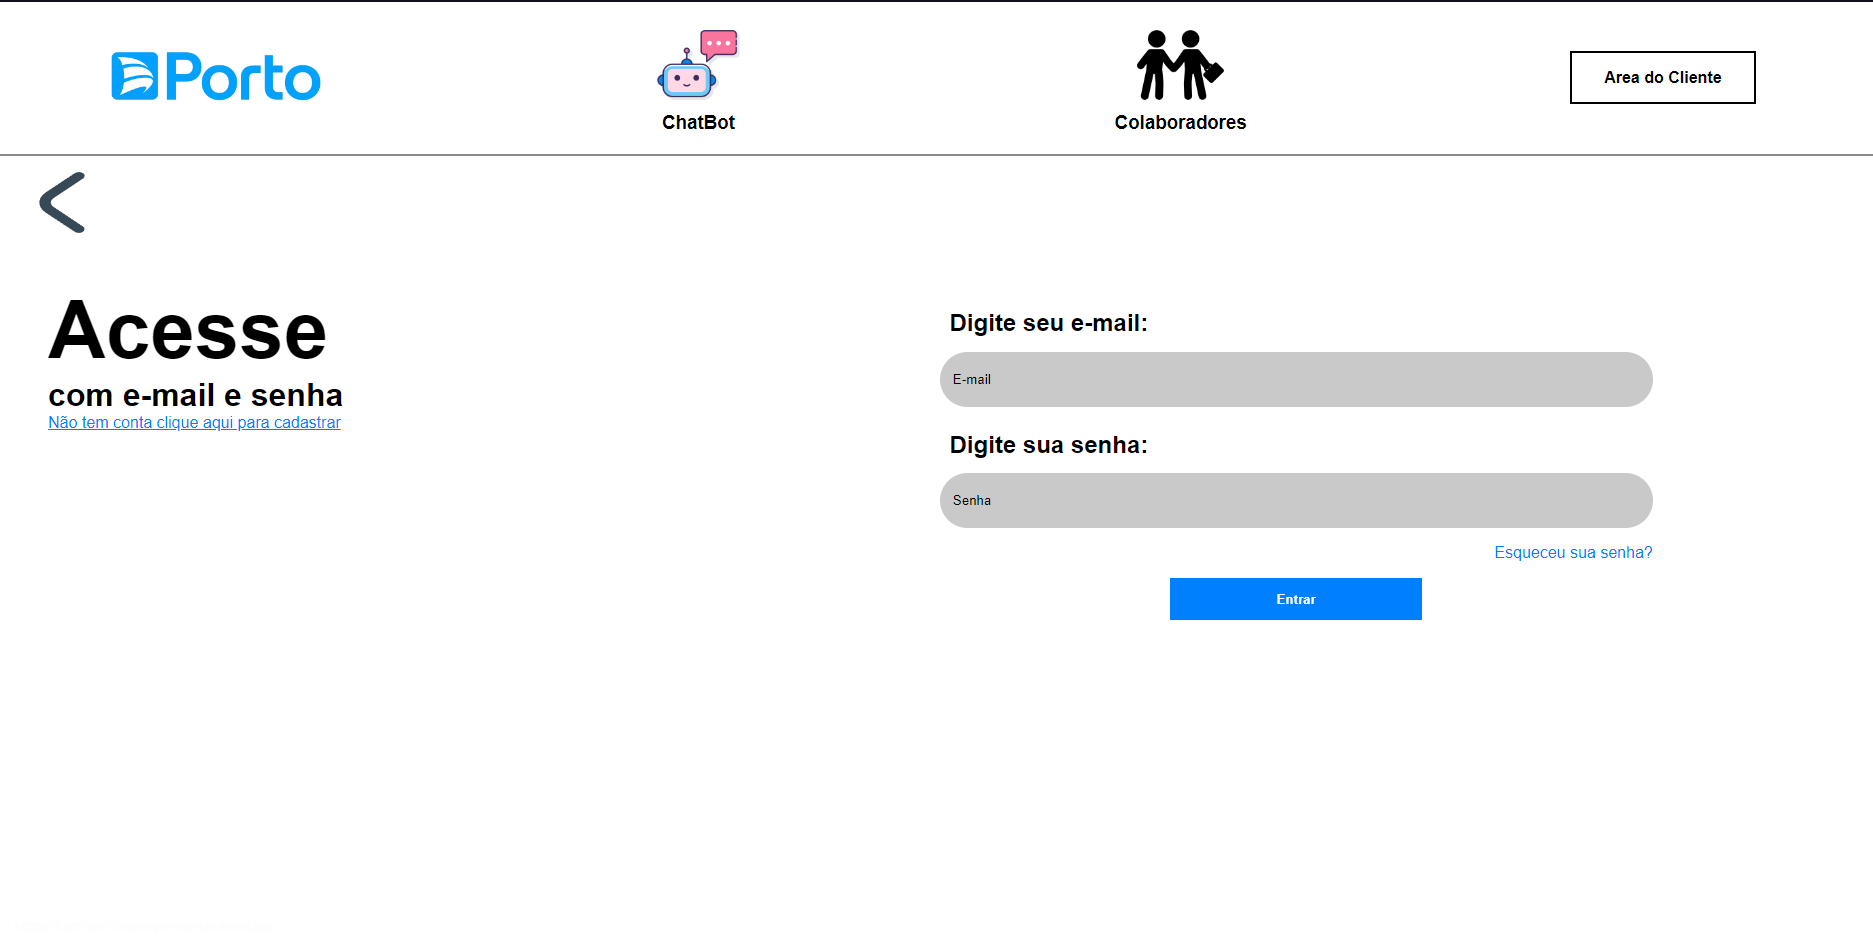 Porto
ChatBot
Colaboradores
Area do Cliente
Acesse
com e-mail e senha
Não tem conta clique aqui para cadastrar
Digite seu e-mail:
E-mail
Digite sua senha:
Senha
Esqueceu sua senha?
Entrar